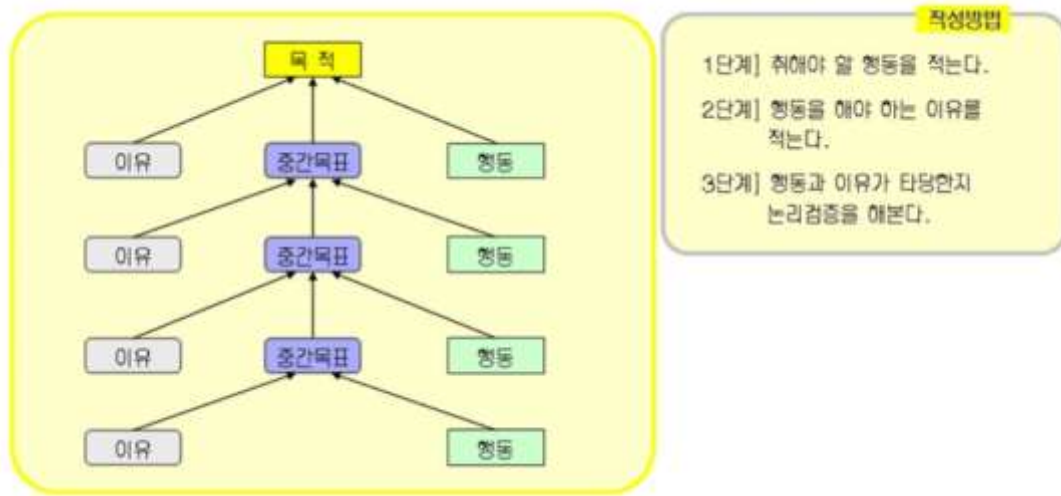 목 적
이유 중간목표 행동
이유 중간목표 행동
이유 중간목표 행동
이유 행동
작성방법
1단계] 취해야 할 행동을 적는다.
2단계] 행동을 해야 하는 이유를
적는다.
3단계] 행동과 이유가 타당한지
논리검증을 해본다.